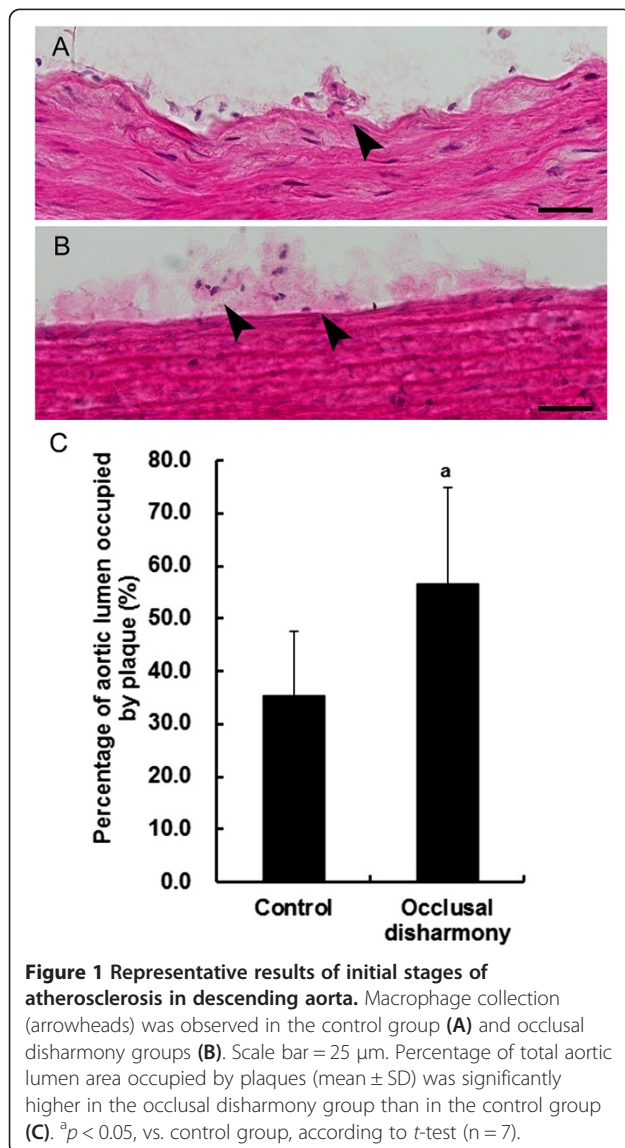 A
B
C
80.0
70.0
60.0
50.0
40.0
30.0
20.0
10.0
0.0
Percentage of aortic lumen occupied
by plaque (%)
a
Control
Occlusal
disharmony
Figure 1 Representative results of initial stages of
atherosclerosis in descending aorta. Macrophage collection
(arrowheads) was observed in the control group (A) and occlusal
disharmony groups (B). Scale bar = 25 μm. Percentage of total aortic
lumen area occupied by plaques (mean ± SD) was significantly
higher in the occlusal disharmony group than in the control group
(C). ᵃp < 0.05, vs. control group, according to t-test (n = 7).